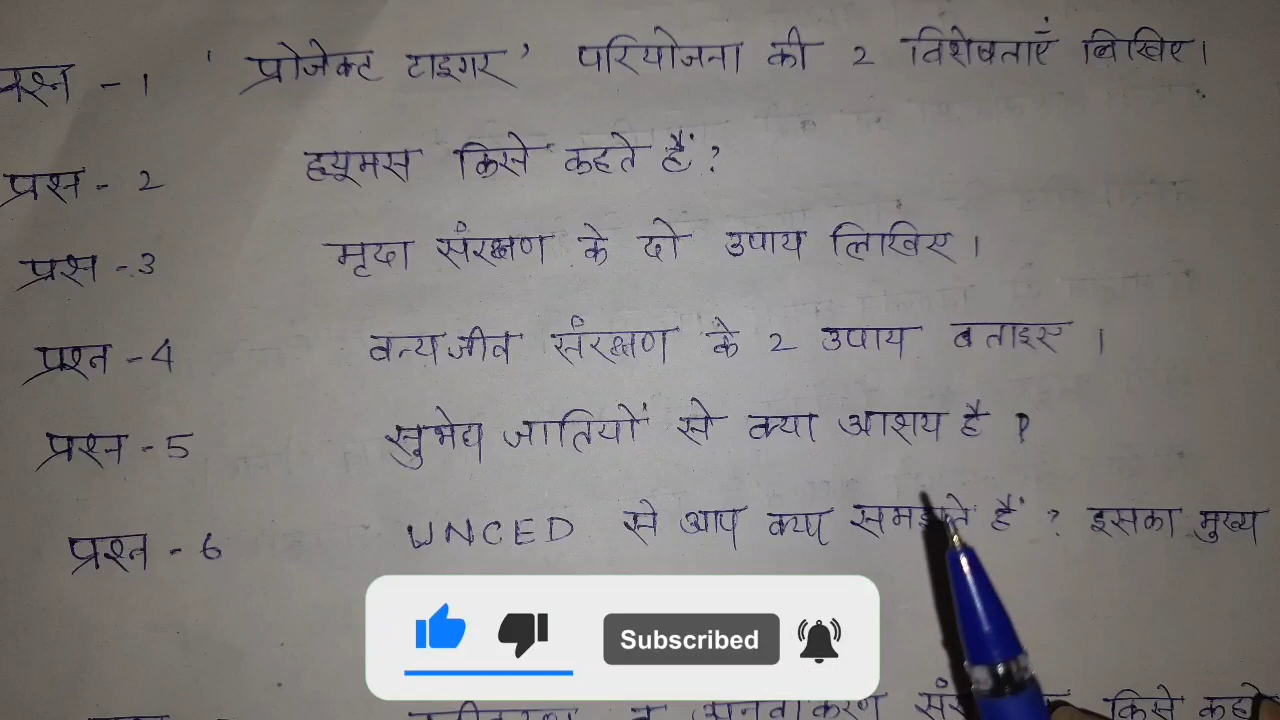 प्रश्न - 1 ' प्रोजेक्ट टाइगर ' परियोजना की 2 विशेषताएँ लिखिए।
प्रश्न - 2 ह्यूमस किसे कहते हैं ?
प्रश्न - 3 मृदा संरक्षण के दो उपाय लिखिए।
प्रश्न - 4 वन्य जीव संरक्षण के 2 उपाय बताइए ।
प्रश्न - 5 सुभेद्य जातियों से क्या आशय है ?
प्रश्न - 6 UNCED से आप क्या समझते हैं ? इसका मुख्य
Subscribed
किसे कहते